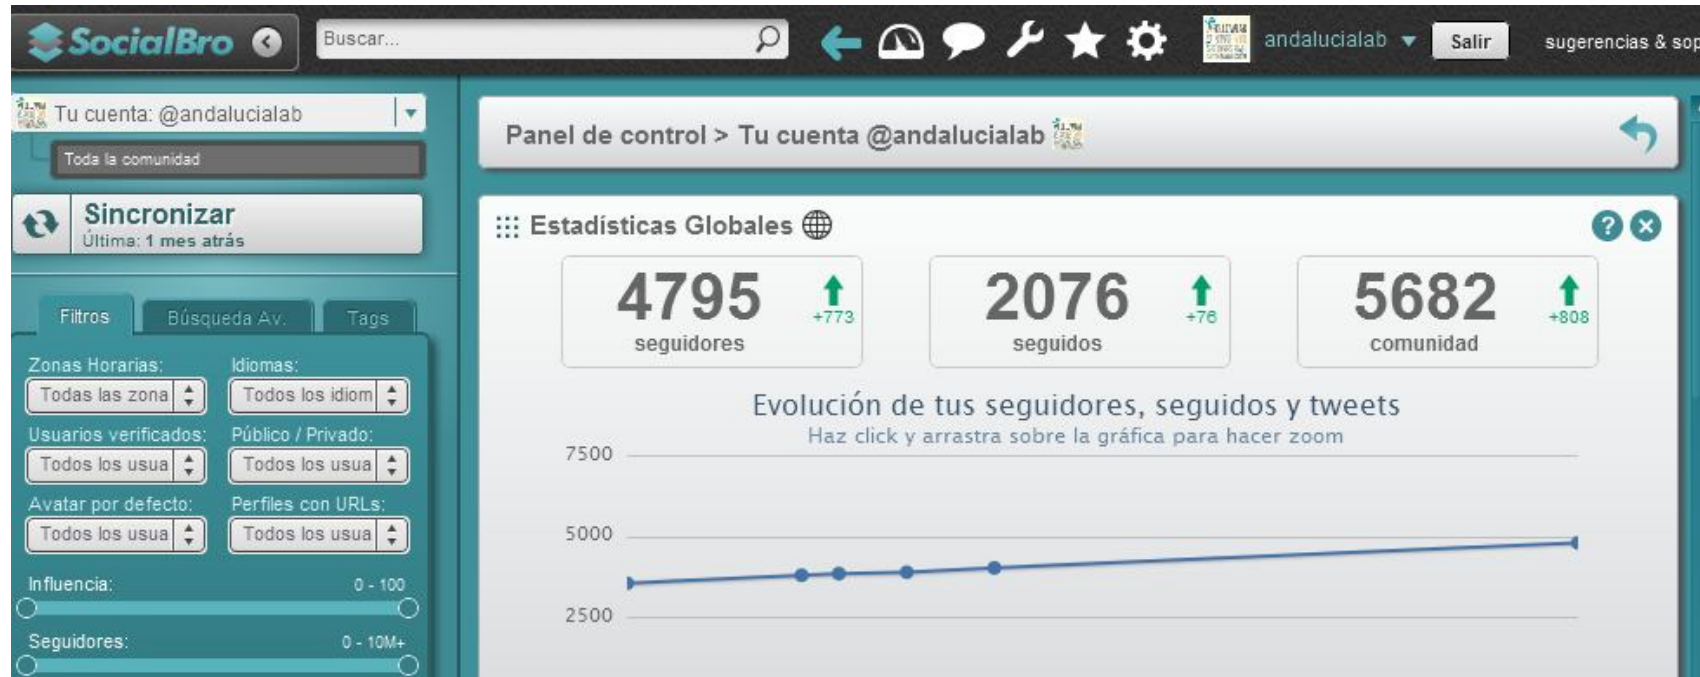 SocialBro
Buscar...
andalucialab
Salir
sugerencias & sop
Tu cuenta: @andalucialab
Toda la comunidad
Sincronizar
Última: 1 mes atrás
Filtros
Búsqueda Av.
Tags
Zonas Horarias:
Idiomas:
Todas las zona
Todos los idiom
Usuarios verificados:
Público / Privado:
Todos los usua
Todos los usua
Avatar por defecto:
Perfiles con URLs:
Todos los usua
Todos los usua
Influencia:
0 - 100
Seguidores:
0 - 10M+
Panel de control > Tu cuenta @andalucialab
Estadísticas Globales
?
4795
+773
seguidores
2076
+76
seguidos
5682
+808
comunidad
Evolución de tus seguidores, seguidos y tweets
Haz click y arrastra sobre la gráfica para hacer zoom
7500
5000
2500